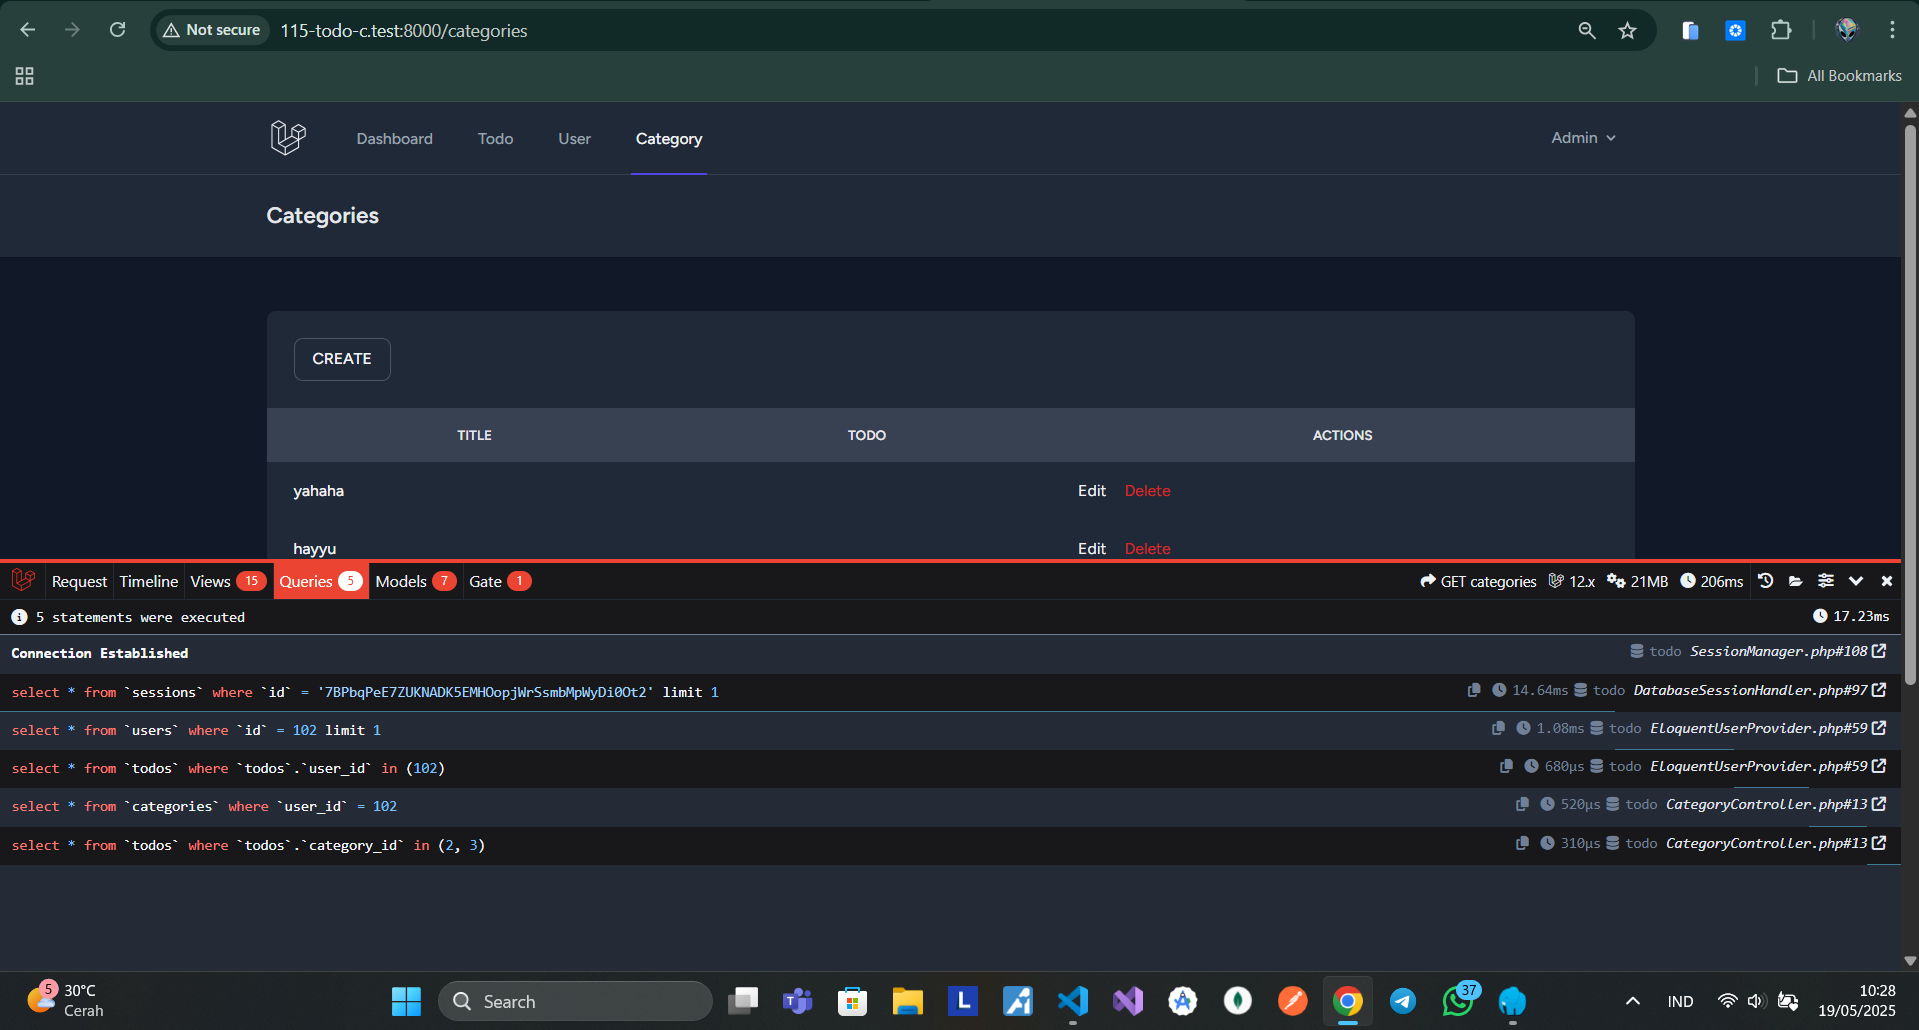 Not secure 115-todo-c.test:8000/categories
All Bookmarks
Dashboard Todo User Category Admin
Categories
CREATE
TITLE TODO ACTIONS
yahaha Edit Delete
hayyu Edit Delete
Request Timeline Views 15 Queries 5 Models 7 Gate 1 GET categories 12.x 21MB 206ms
5 statements were executed 17.23ms
Connection Established todo SessionManager.php#108
select * from `sessions` where `id` = '7BPbqPeE7ZUKNADK5EMHOopjWrSsmbMpWyDi0Ot2' limit 1 14.64ms todo DatabaseSessionHandler.php#97
select * from `users` where `id` = 102 limit 1 1.08ms todo EloquentUserProvider.php#59
select * from `todos` where `todos`.`user_id` in (102) 680μs todo EloquentUserProvider.php#59
select * from `categories` where `user_id` = 102 520μs todo CategoryController.php#13
select * from `todos` where `todos`.`category_id` in (2, 3) 310μs todo CategoryController.php#13
5 30°C
Cerah
Search
L
37
IND
10:28
19/05/2025